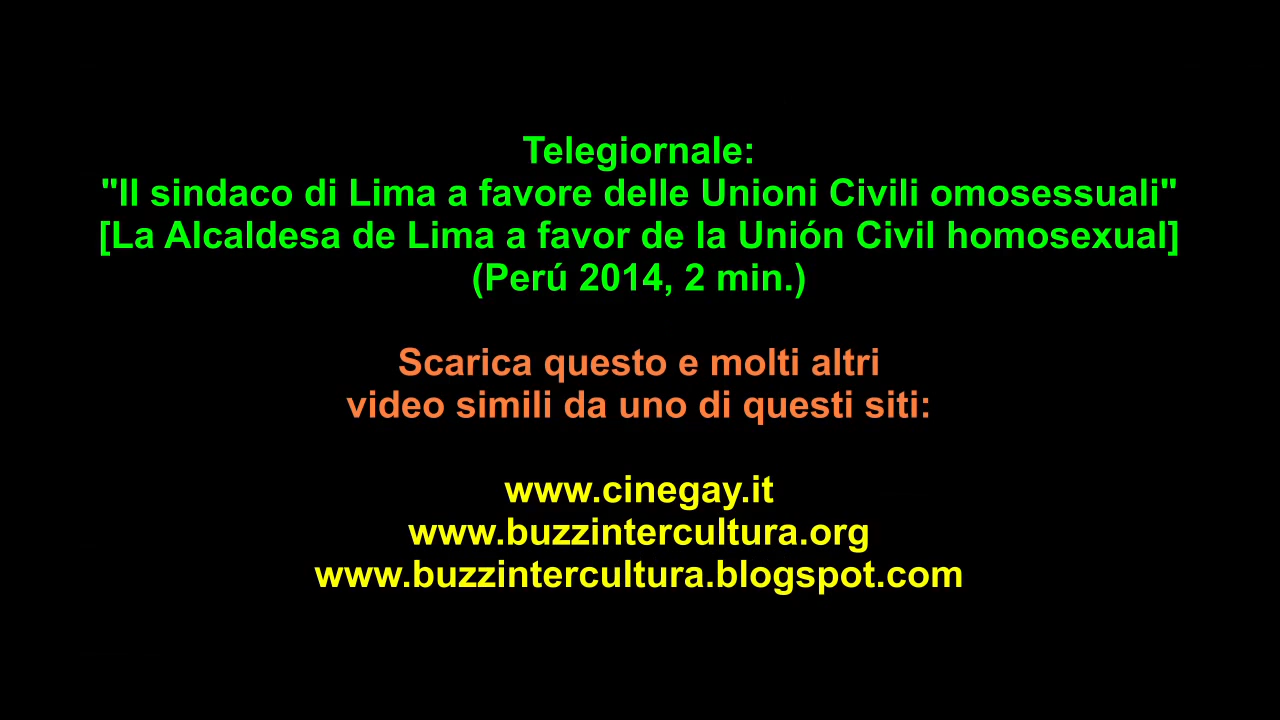 Telegiornale:
"Il sindaco di Lima a favore delle Unioni Civili omosessuali"
[La Alcaldesa de Lima a favor de la Unión Civil homosexual]
(Perú 2014, 2 min.)
Scarica questo e molti altri
video simili da uno di questi siti:
www.cinegay.it
www.buzzintercultura.org
www.buzzintercultura.blogspot.com